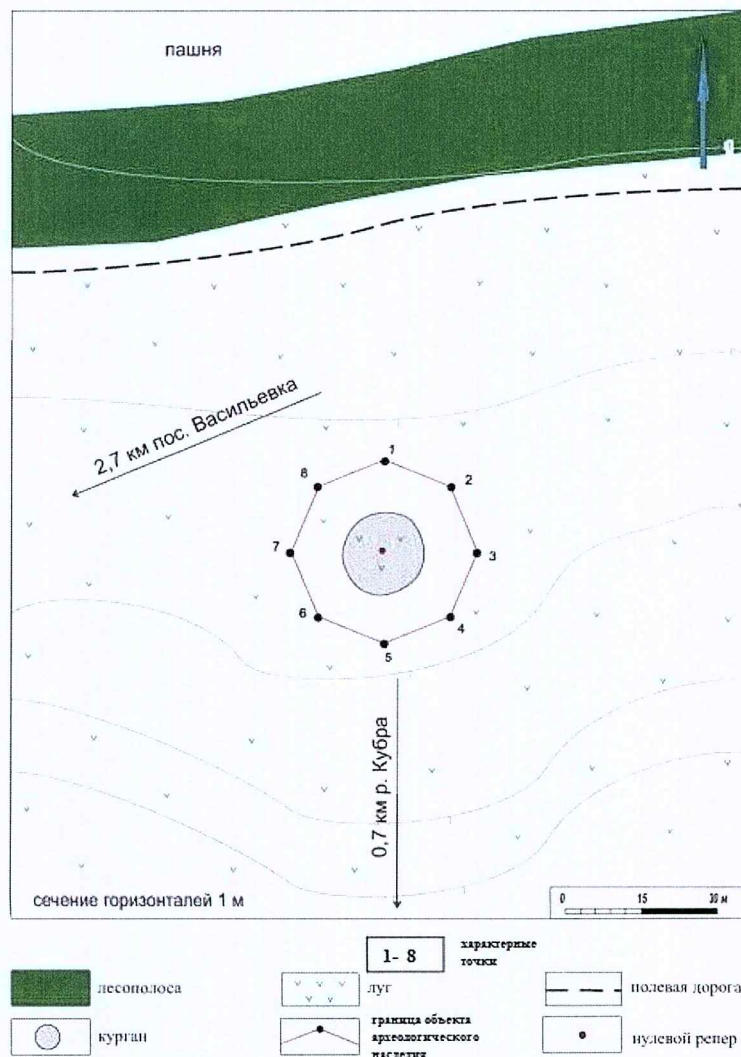 пашня
2,7 км пос. Васильевка
1
2
3
4
5
6
7
8
0,7 км р. Кубра
сечение горизонталей 1 м
0 15 30 м
1- 8 характерные точки
лесополоса
луг
полевая дорога
курган
граница объекта
археологического
наследия
нулевой репер